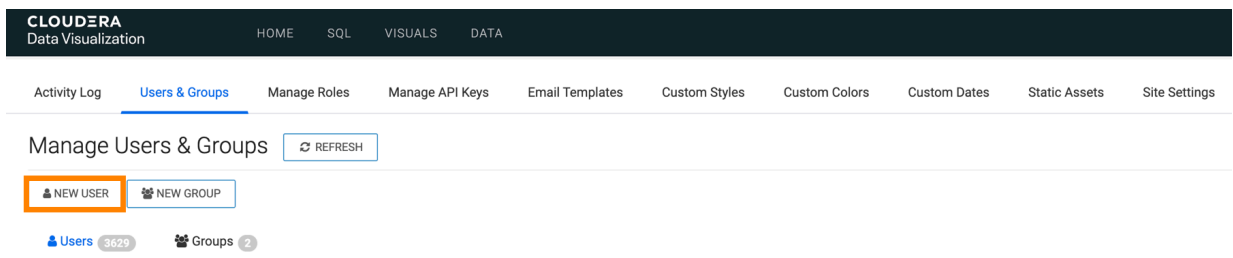 CLOUDERA
Data Visualization
HOME SQL VISUALS DATA
Activity Log Users & Groups Manage Roles Manage API Keys Email Templates Custom Styles Custom Colors Custom Dates Static Assets Site Settings
Manage Users & Groups REFRESH
NEW USER NEW GROUP
Users 3629 Groups 2